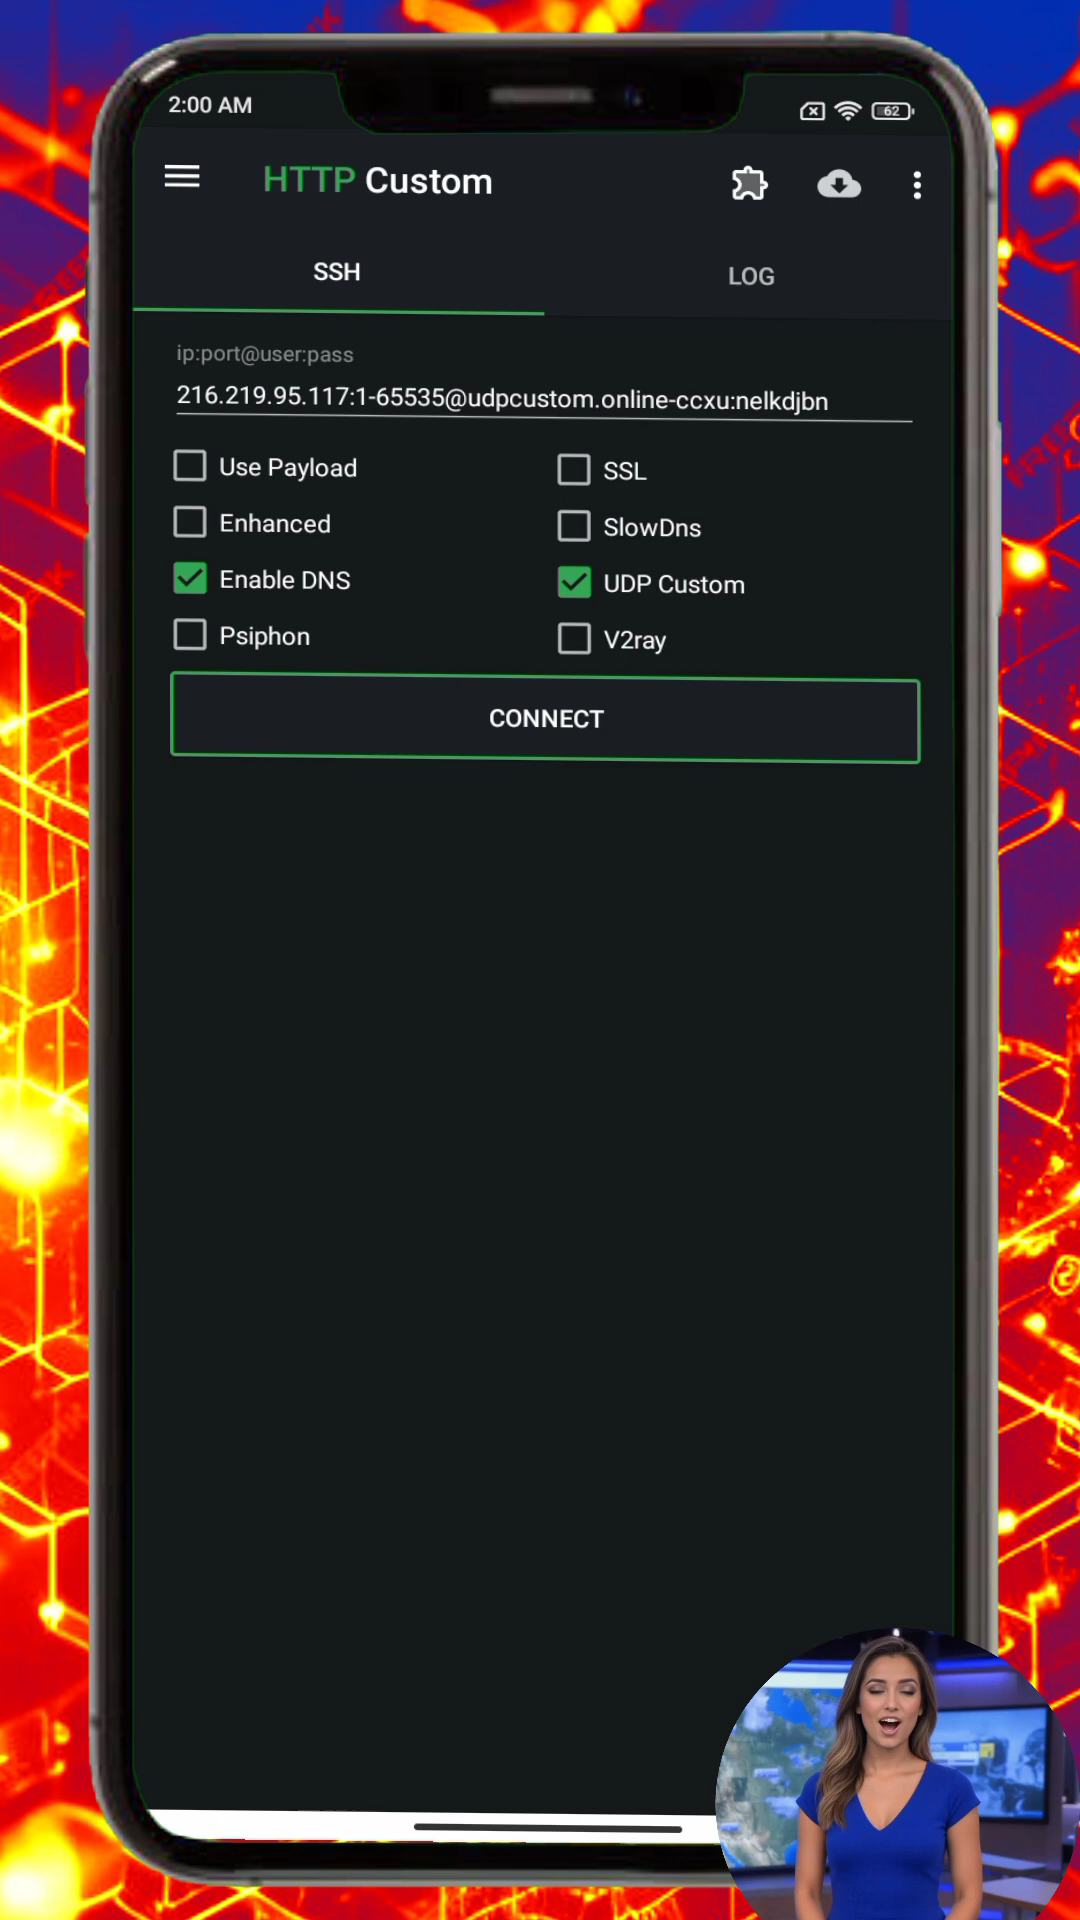 2:00 AM
62
HTTP Custom
SSH
LOG
ip:port@user:pass
216.219.95.117:1-65535@udpcustom.online-ccxu:nelkdjbn
Use Payload
SSL
Enhanced
SlowDns
Enable DNS
UDP Custom
Psiphon
V2ray
CONNECT